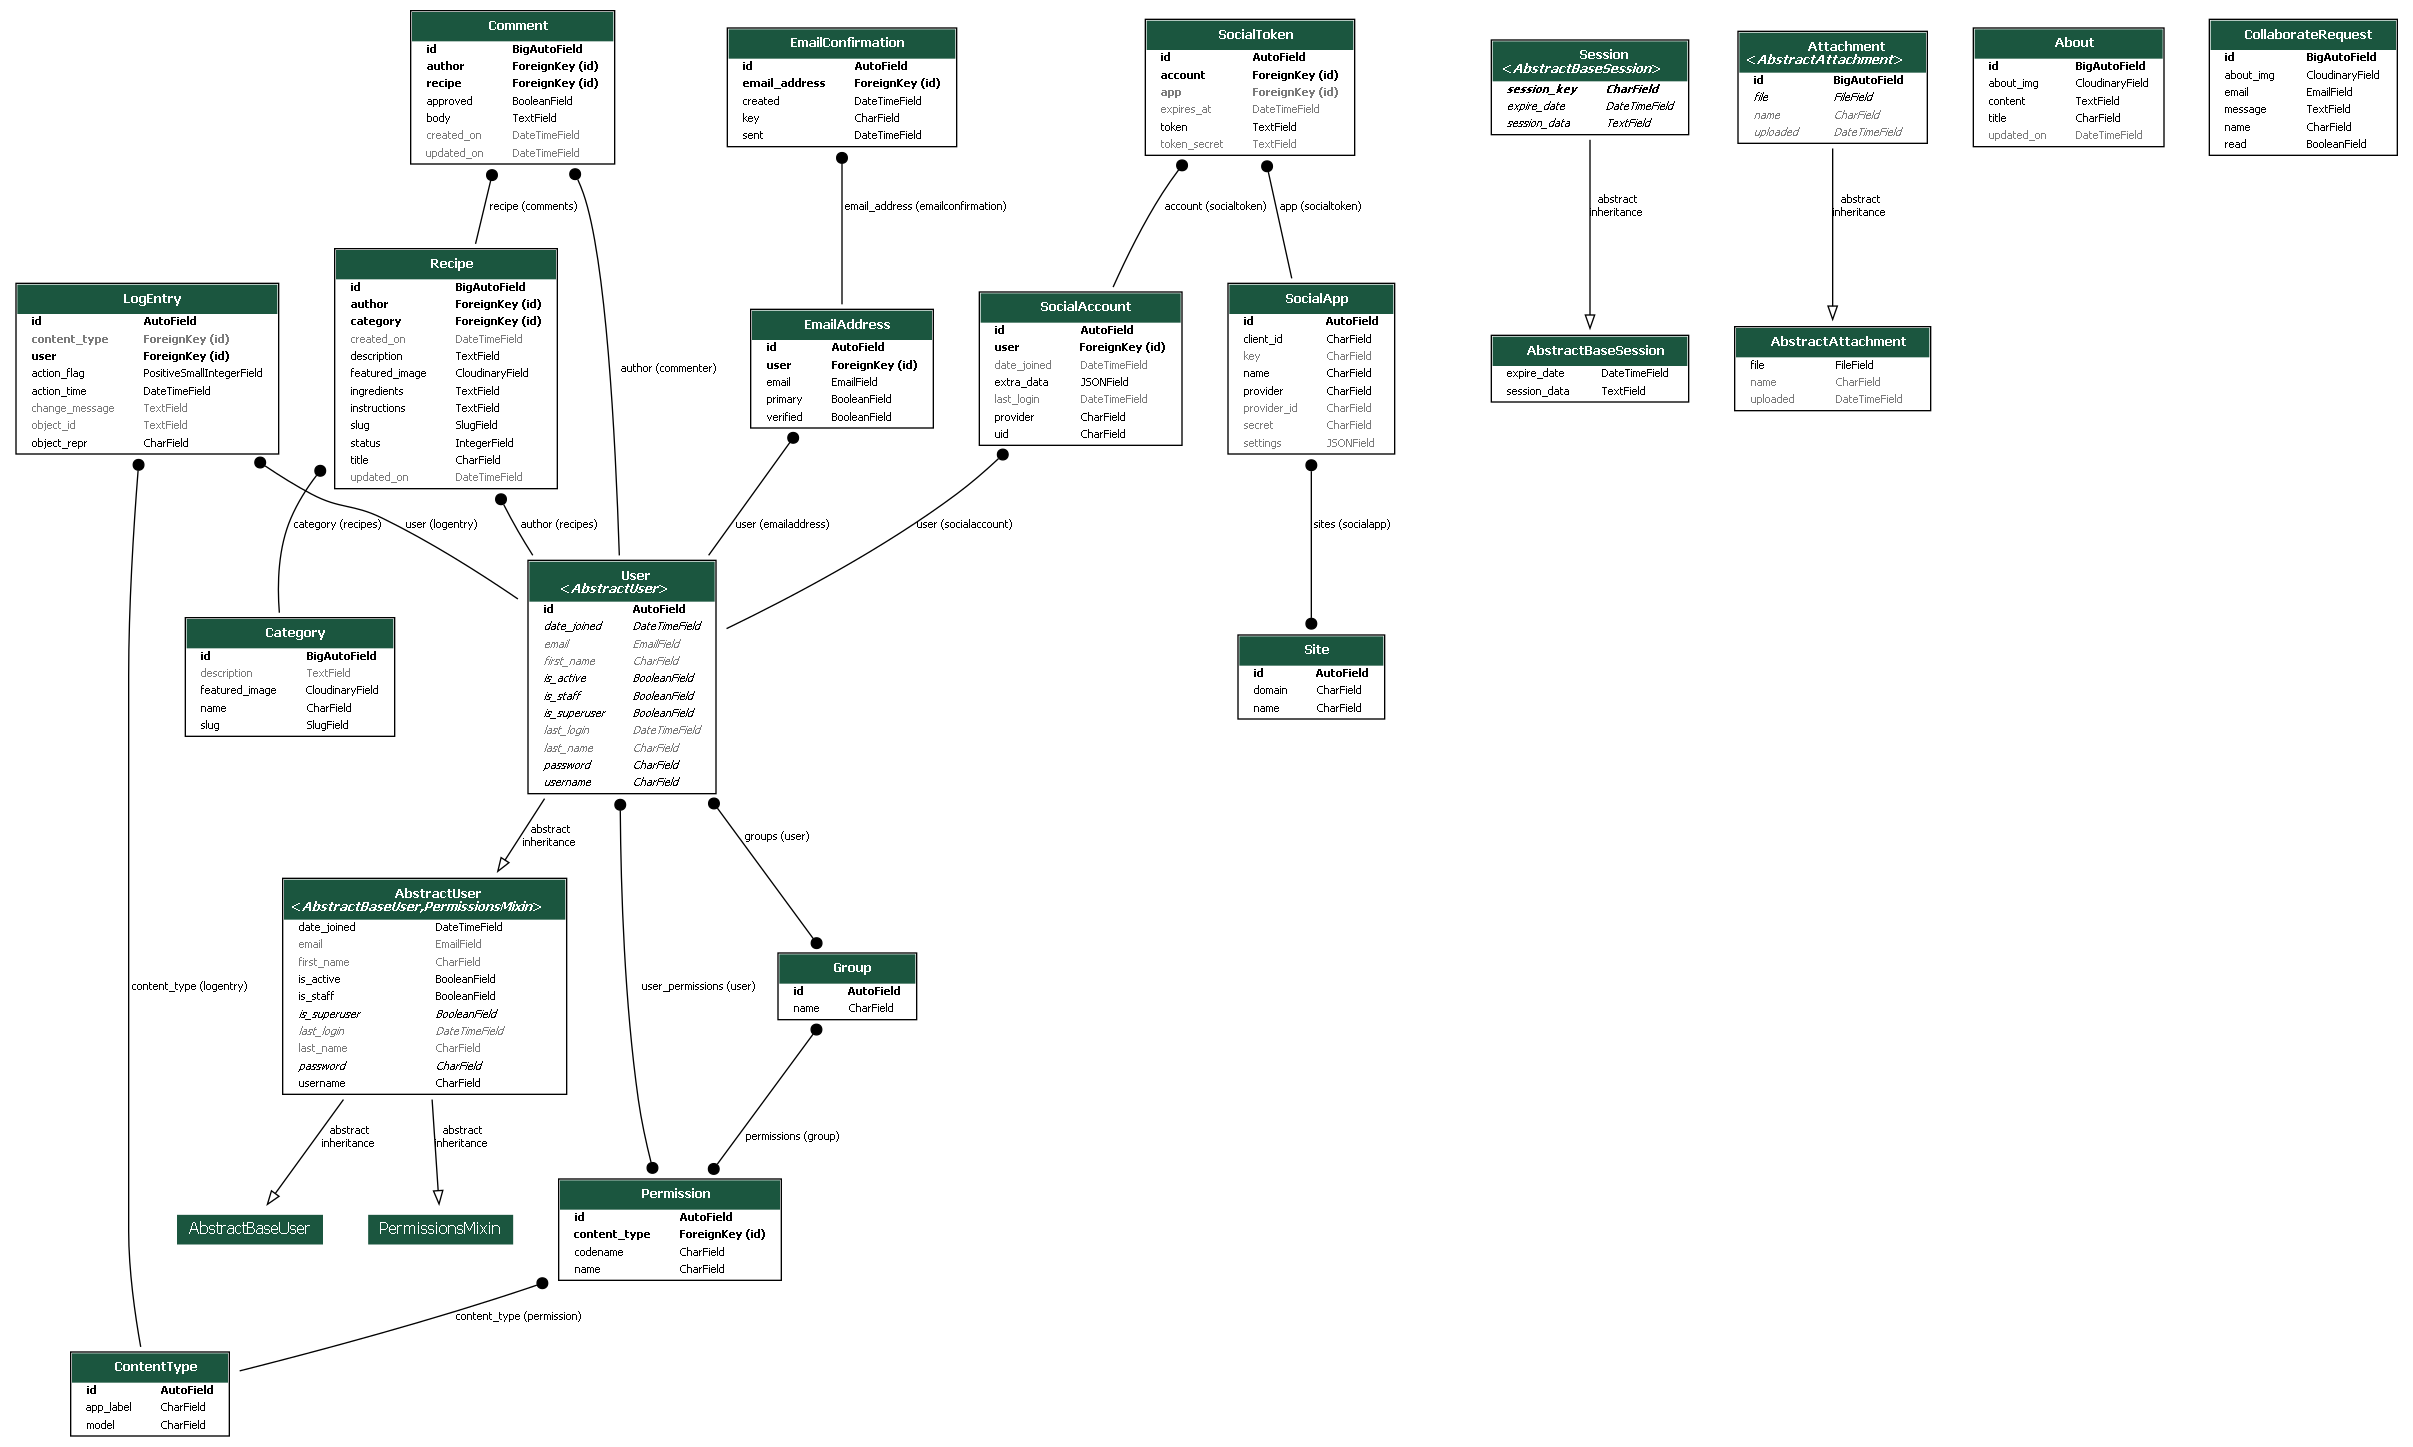 Comment
id BigAutoField
author ForeignKey (id)
recipe ForeignKey (id)
approved BooleanField
body TextField
created_on DateTimeField
updated_on DateTimeField
EmailConfirmation
id AutoField
email_address ForeignKey (id)
created DateTimeField
key CharField
sent DateTimeField
SocialToken
id AutoField
account ForeignKey (id)
app ForeignKey (id)
expires_at DateTimeField
token TextField
token_secret TextField
Session
<AbstractBaseSession>
session_key CharField
expire_date DateTimeField
session_data TextField
Attachment
<AbstractAttachment>
id BigAutoField
file FileField
name CharField
uploaded DateTimeField
About
id BigAutoField
about_img CloudinaryField
content TextField
title CharField
updated_on DateTimeField
CollaborateRequest
id BigAutoField
about_img CloudinaryField
email EmailField
message TextField
name CharField
read BooleanField
recipe (comments)
email_address (emailconfirmation)
account (socialtoken)
app (socialtoken)
abstract
inheritance
abstract
inheritance
LogEntry
id AutoField
content_type ForeignKey (id)
user ForeignKey (id)
action_flag PositiveSmallIntegerField
action_time DateTimeField
change_message TextField
object_id TextField
object_repr CharField
Recipe
id BigAutoField
author ForeignKey (id)
category ForeignKey (id)
created_on DateTimeField
description TextField
featured_image CloudinaryField
ingredients TextField
instructions TextField
slug SlugField
status IntegerField
title CharField
updated_on DateTimeField
author (commenter)
EmailAddress
id AutoField
user ForeignKey (id)
email EmailField
primary BooleanField
verified BooleanField
SocialAccount
id AutoField
user ForeignKey (id)
date_joined DateTimeField
extra_data JSONField
last_login DateTimeField
provider CharField
uid CharField
SocialApp
id AutoField
client_id CharField
key CharField
name CharField
provider CharField
provider_id CharField
secret CharField
settings JSONField
AbstractBaseSession
expire_date DateTimeField
session_data TextField
AbstractAttachment
file FileField
name CharField
uploaded DateTimeField
category (recipes)
user (logentry)
author (recipes)
user (emailaddress)
user (socialaccount)
sites (socialapp)
Category
id BigAutoField
description TextField
featured_image CloudinaryField
name CharField
slug SlugField
User
<AbstractUser>
id AutoField
date_joined DateTimeField
email EmailField
first_name CharField
is_active BooleanField
is_staff BooleanField
is_superuser BooleanField
last_login DateTimeField
last_name CharField
password CharField
username CharField
Site
id AutoField
domain CharField
name CharField
abstract
inheritance
groups (user)
AbstractUser
<AbstractBaseUser,PermissionsMixin>
date_joined DateTimeField
email EmailField
first_name CharField
is_active BooleanField
is_staff BooleanField
is_superuser BooleanField
last_login DateTimeField
last_name CharField
password CharField
username CharField
content_type (logentry)
user_permissions (user)
Group
id AutoField
name CharField
abstract
inheritance
abstract
inheritance
permissions (group)
AbstractBaseUser
PermissionsMixin
Permission
id AutoField
content_type ForeignKey (id)
codename CharField
name CharField
content_type (permission)
ContentType
id AutoField
app_label CharField
model CharField